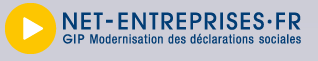 NET-ENTREPRISES·FR
GIP Modernisation des déclarations sociales